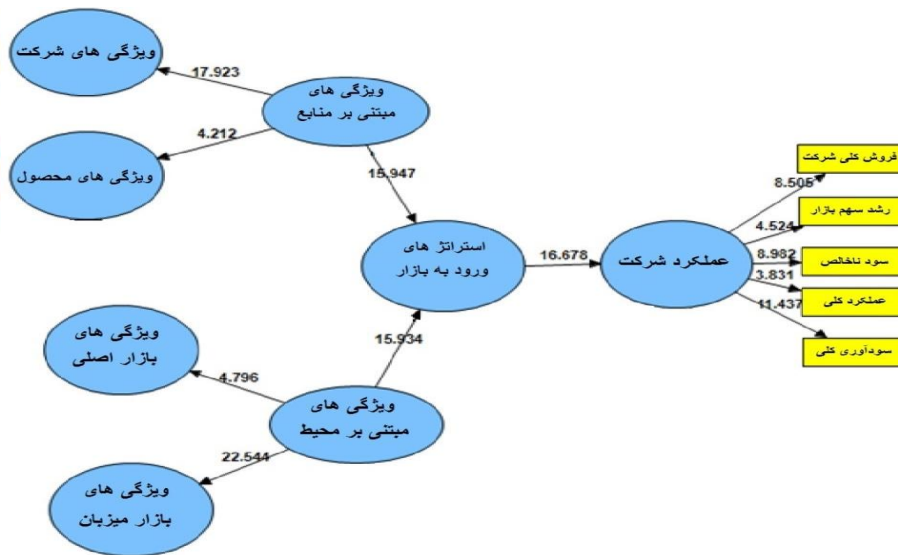 ویژگی های شرکت
17.923
ویژگی های
مبتنی بر منابع
4.212
ویژگی های محصول
15.947
استراتژ های
ورود به بازار
16.678
عملکرد شرکت
8.505
فروش کلی شرکت
4.524
رشد سهم بازار
8.982
سود ناخالص
3.831
عملکرد کلی
11.437
سودآوری کلی
ویژگی های
بازار اصلی
15.934
4.796
ویژگی های
مبتنی بر محیط
22.544
ویژگی های
بازار میزبان